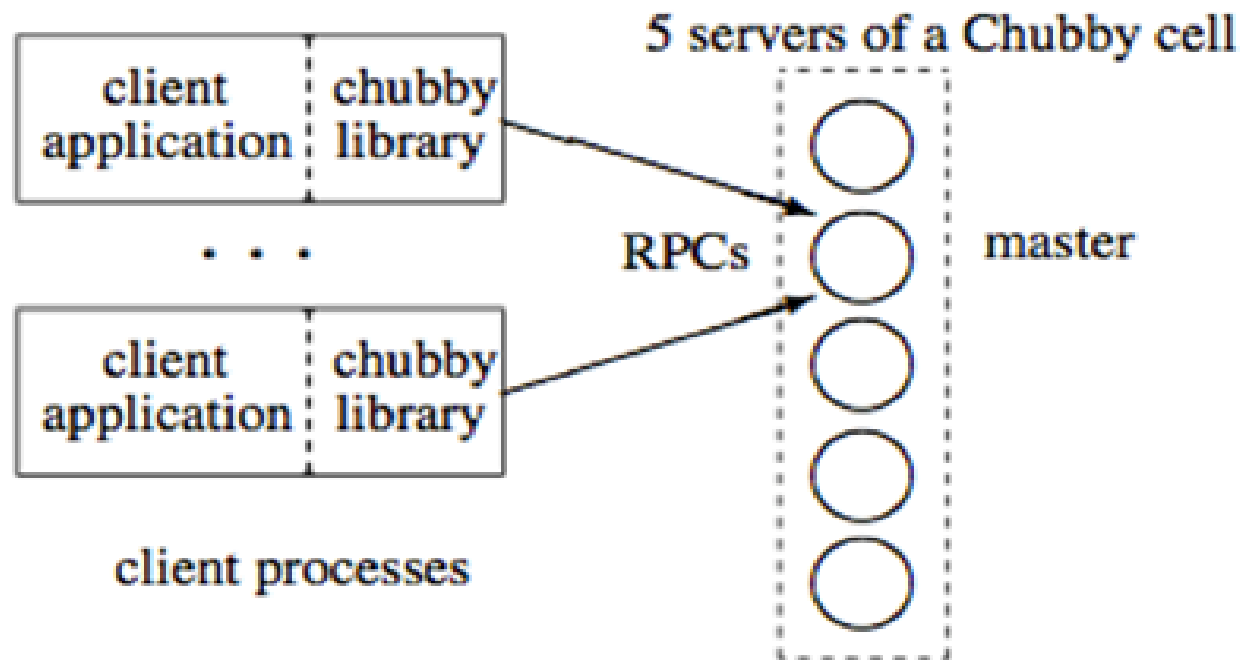 5 servers of a Chubby cell
client
application
chubby
library
RPCs
master
. . .
client
application
chubby
library
client processes